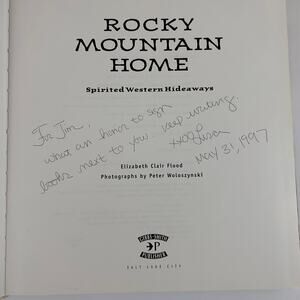 ROCKY
MOUNTAIN
HOME
Spirited Western Hideaways
For Jim,
what an honor to sign
books next to you. Keep writing.
xxoo
May 31, 1997
Elizabeth Clair Flood
Photographs by Peter Woloszynski
GIBBS·SMITH
P
PUBLISHER
SALT LAKE CITY